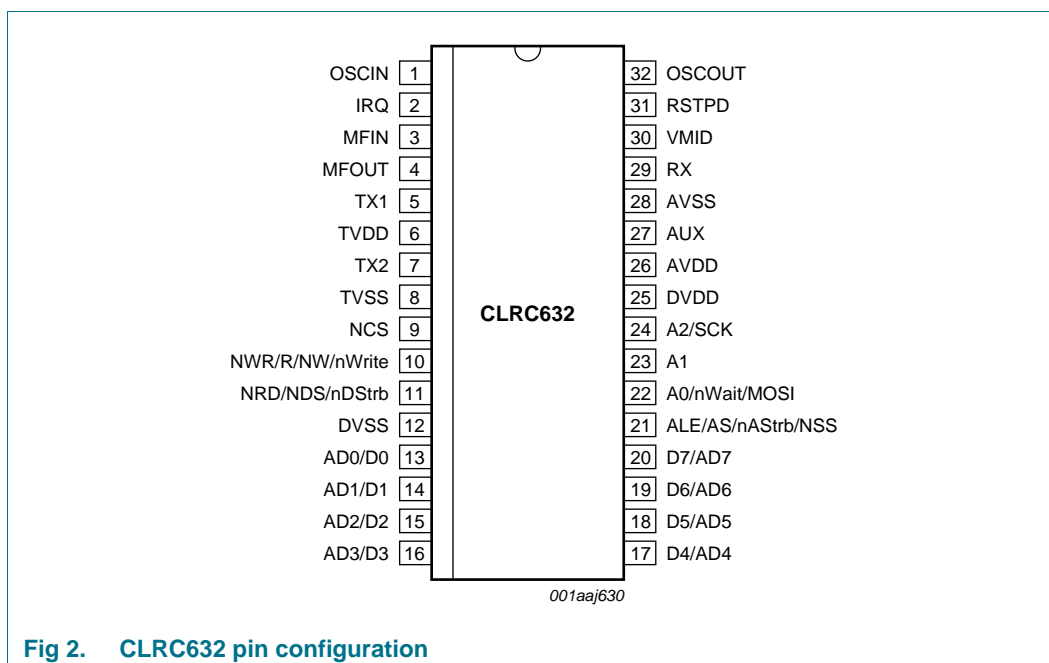 OSCIN 1 32 OSCOUT
IRQ 2 31 RSTPD
MFIN 3 30 VMID
MFOUT 4 29 RX
TX1 5 28 AVSS
TVDD 6 27 AUX
TX2 7 26 AVDD
TVSS 8 25 DVDD
CLRC632
NCS 9 24 A2/SCK
NWR/R/NW/nWrite 10 23 A1
NRD/NDS/nDStrb 11 22 A0/nWait/MOSI
DVSS 12 21 ALE/AS/nAStrb/NSS
AD0/D0 13 20 D7/AD7
AD1/D1 14 19 D6/AD6
AD2/D2 15 18 D5/AD5
AD3/D3 16 17 D4/AD4
001aaj630
Fig 2. CLRC632 pin configuration